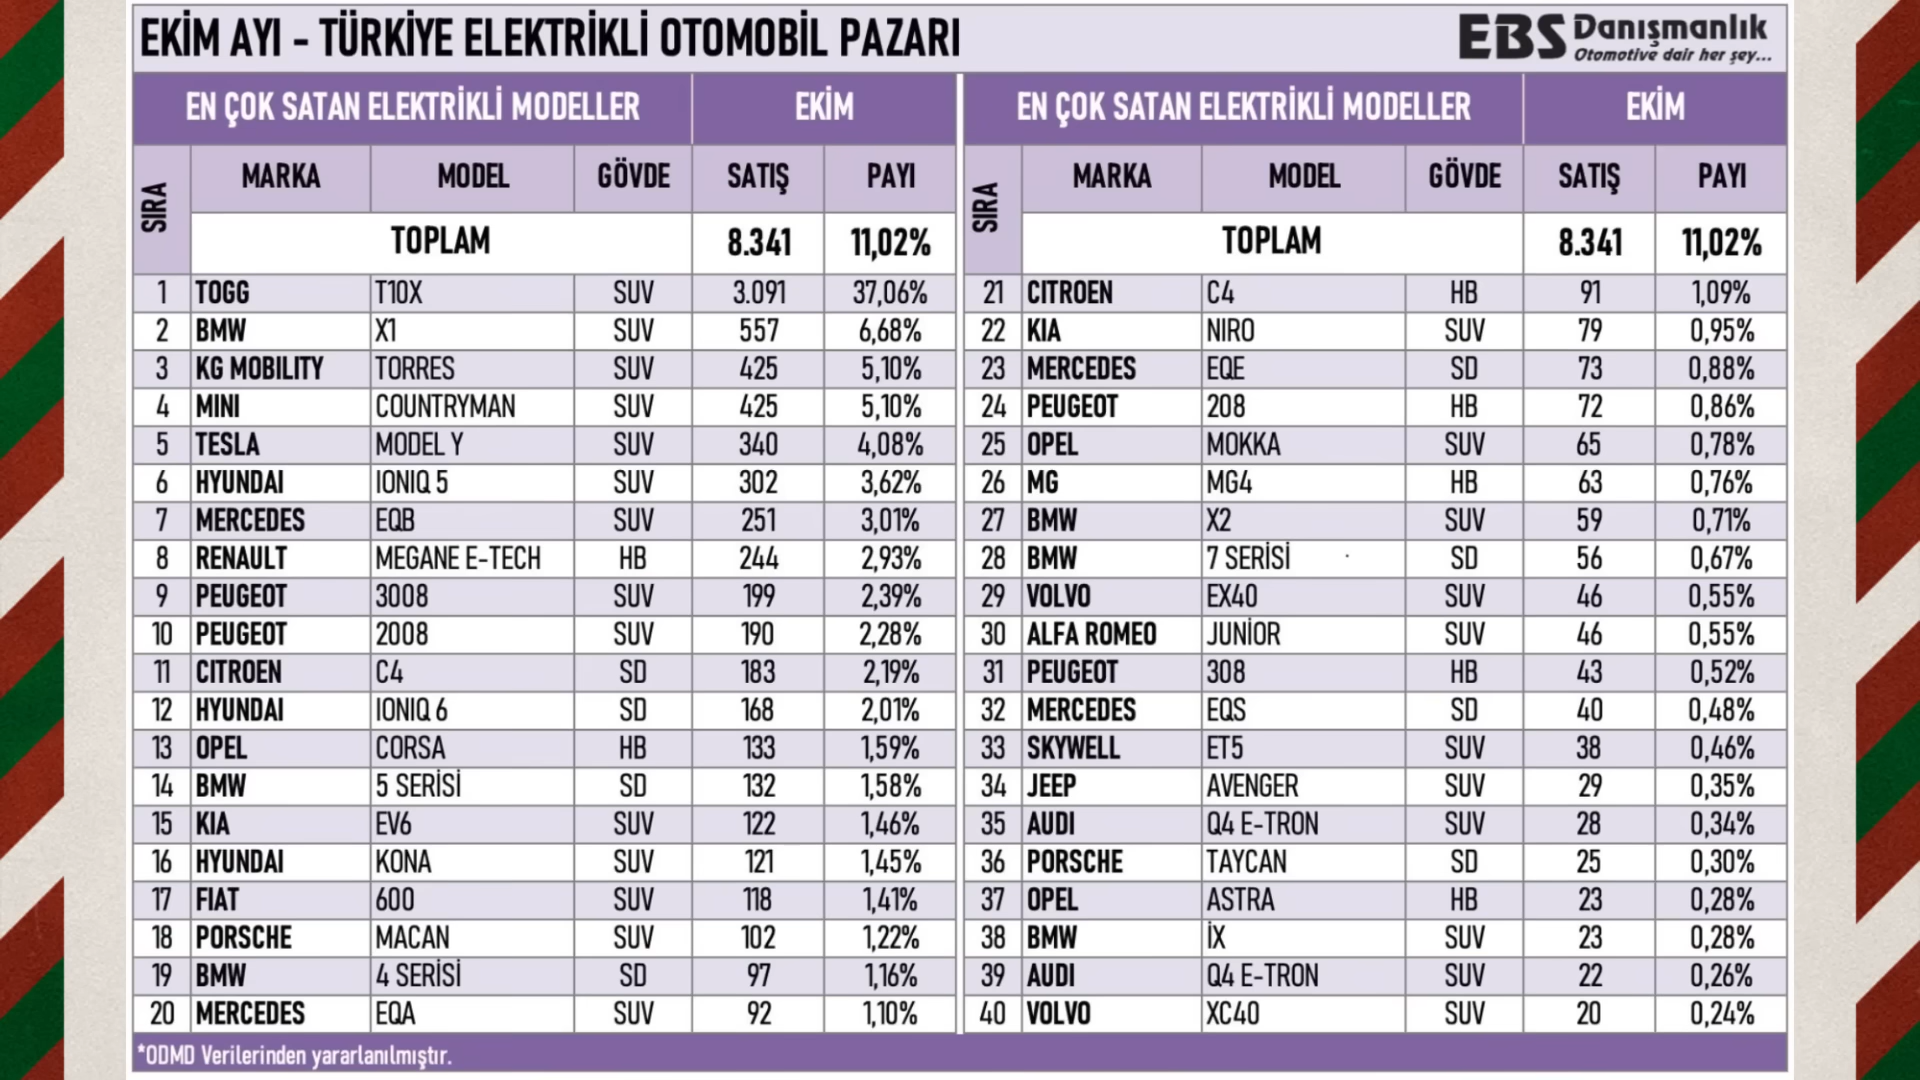 EKİM AYI - TÜRKİYE ELEKTRİKLİ OTOMOBİL PAZARI
EBS Danışmanlık
Otomotive dair her şey...
EN ÇOK SATAN ELEKTRİKLİ MODELLER EKİM
SIRA MARKA MODEL GÖVDE SATIŞ PAYI
TOPLAM 8.341 11,02%
1 TOGG T10X SUV 3.091 37,06%
2 BMW X1 SUV 557 6,68%
3 KG MOBILITY TORRES SUV 425 5,10%
4 MINI COUNTRYMAN SUV 425 5,10%
5 TESLA MODEL Y SUV 340 4,08%
6 HYUNDAI IONIQ 5 SUV 302 3,62%
7 MERCEDES EQB SUV 251 3,01%
8 RENAULT MEGANE E-TECH HB 244 2,93%
9 PEUGEOT 3008 SUV 199 2,39%
10 PEUGEOT 2008 SUV 190 2,28%
11 CITROEN C4 SD 183 2,19%
12 HYUNDAI IONIQ 6 SD 168 2,01%
13 OPEL CORSA HB 133 1,59%
14 BMW 5 SERİSİ SD 132 1,58%
15 KIA EV6 SUV 122 1,46%
16 HYUNDAI KONA SUV 121 1,45%
17 FIAT 600 SUV 118 1,41%
18 PORSCHE MACAN SUV 102 1,22%
19 BMW 4 SERİSİ SD 97 1,16%
20 MERCEDES EQA SUV 92 1,10%
EN ÇOK SATAN ELEKTRİKLİ MODELLER EKİM
SIRA MARKA MODEL GÖVDE SATIŞ PAYI
TOPLAM 8.341 11,02%
21 CITROEN C4 HB 91 1,09%
22 KIA NIRO SUV 79 0,95%
23 MERCEDES EQE SD 73 0,88%
24 PEUGEOT 208 HB 72 0,86%
25 OPEL MOKKA SUV 65 0,78%
26 MG MG4 HB 63 0,76%
27 BMW X2 SUV 59 0,71%
28 BMW 7 SERİSİ SD 56 0,67%
29 VOLVO EX40 SUV 46 0,55%
30 ALFA ROMEO JUNİOR SUV 46 0,55%
31 PEUGEOT 308 HB 43 0,52%
32 MERCEDES EQS SD 40 0,48%
33 SKYWELL ET5 SUV 38 0,46%
34 JEEP AVENGER SUV 29 0,35%
35 AUDI Q4 E-TRON SUV 28 0,34%
36 PORSCHE TAYCAN SD 25 0,30%
37 OPEL ASTRA HB 23 0,28%
38 BMW İX SUV 23 0,28%
39 AUDI Q4 E-TRON SUV 22 0,26%
40 VOLVO XC40 SUV 20 0,24%
*ODMD Verilerinden yararlanılmıştır.